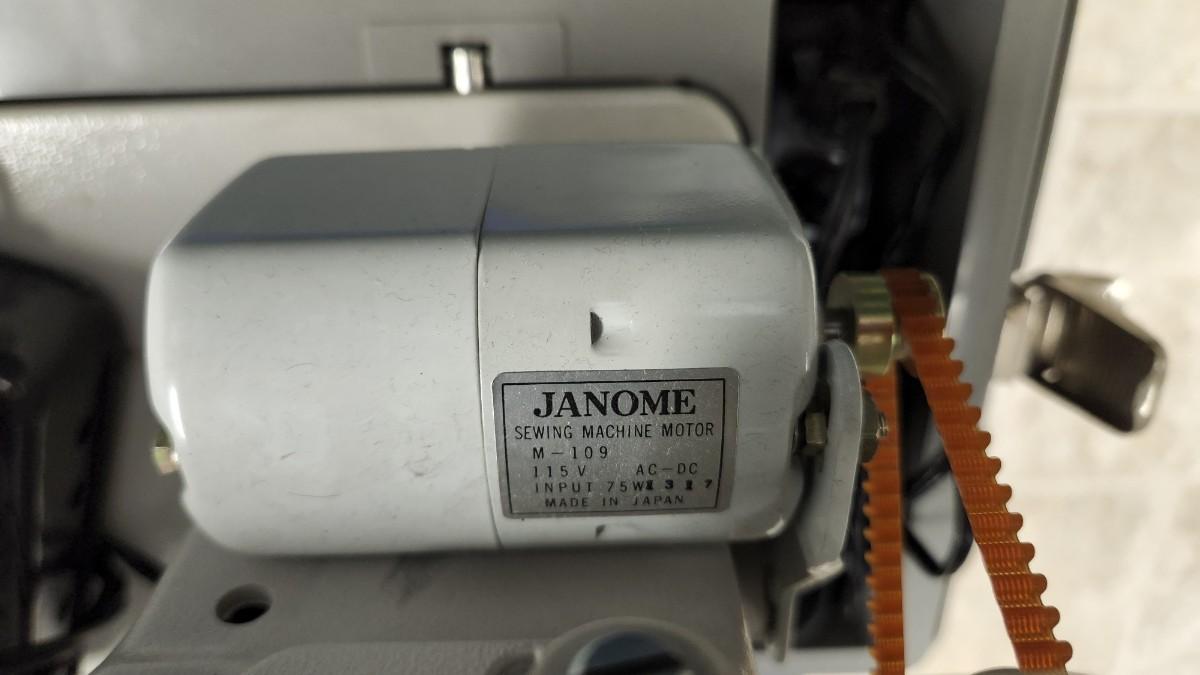 JANOME
SEWING MACHINE MOTOR
M-109
115V AC-DC
INPUT 75W
MADE IN JAPAN